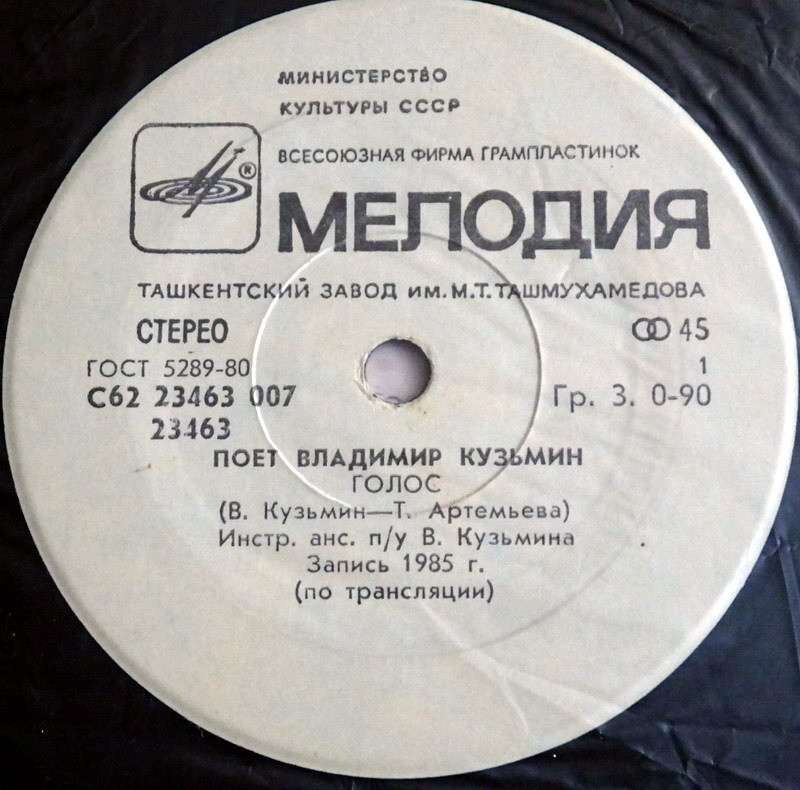 МИНИСТЕРСТВО
КУЛЬТУРЫ СССР
ВСЕСОЮЗНАЯ ФИРМА ГРАМПЛАСТИНОК
®
МЕЛОДИЯ
ТАШКЕНТСКИЙ ЗАВОД ИМ. М.Т. ТАШМУХАМЕДОВА
СТЕРЕО 45
ГОСТ 5289-80 1
С62 23463 007 Гр. 3. 0-90
23463
ПОЕТ ВЛАДИМИР КУЗЬМИН
ГОЛОС
(В. Кузьмин—Т. Артемьева)
Инстр. анс. п/у В. Кузьмина
Запись 1985 г.
(по трансляции)